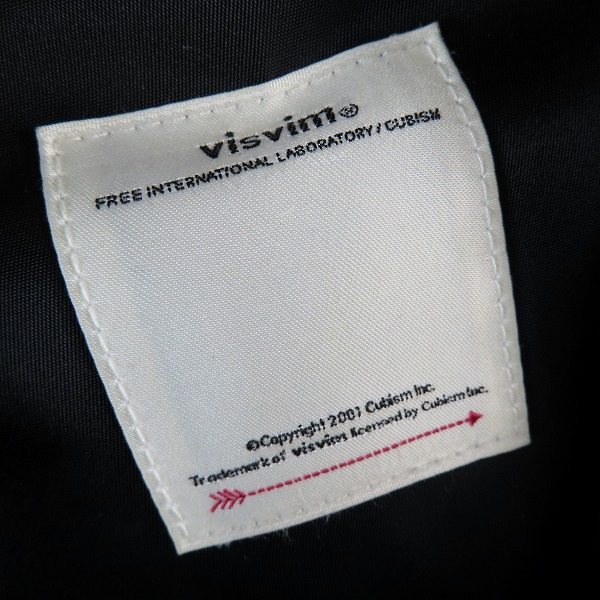 visvim®
FREE INTERNATIONAL LABORATORY / CUBISM
©Copyright 2001 Cubism Inc.
Trademark of visvim licensed by Cubism Inc.